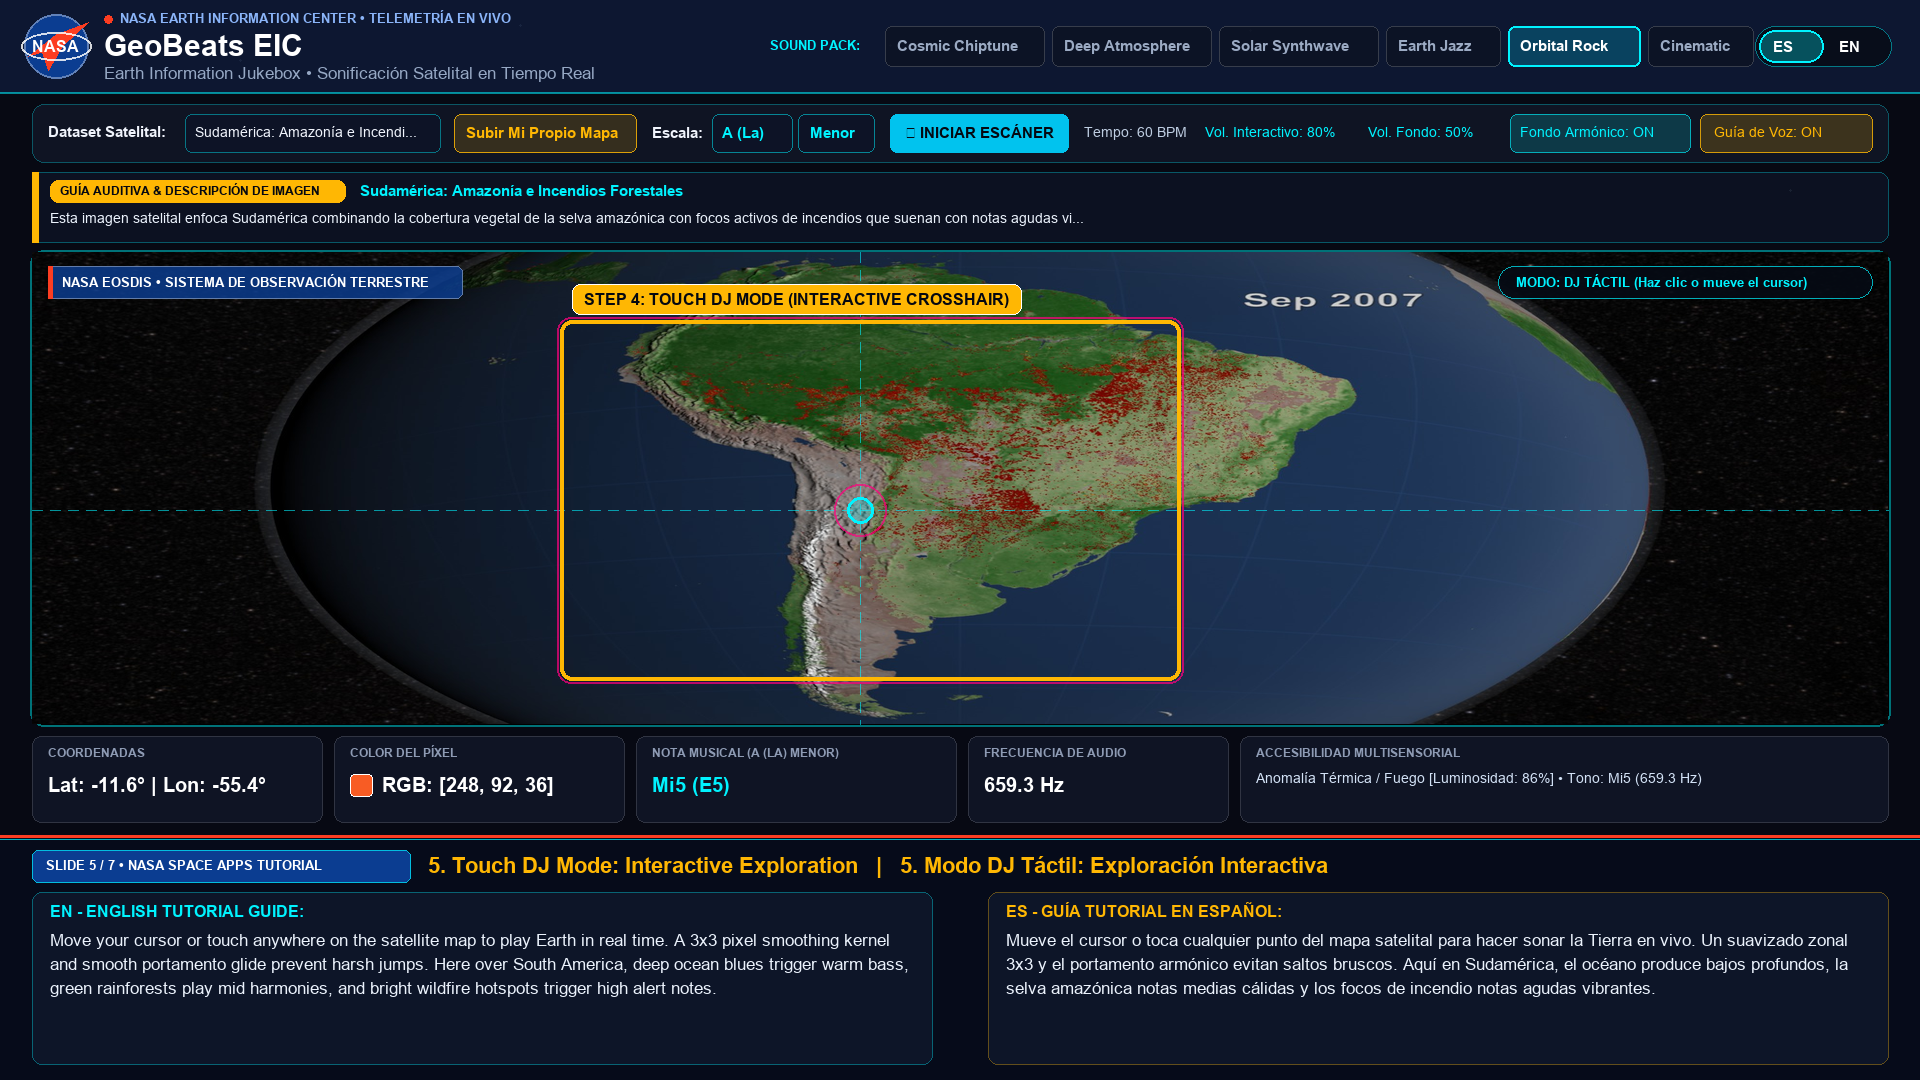 NASA
NASA EARTH INFORMATION CENTER • TELEMETRÍA EN VIVO
GeoBeats EIC
Earth Information Jukebox • Sonificación Satelital en Tiempo Real
SOUND PACK:
Cosmic Chiptune
Deep Atmosphere
Solar Synthwave
Earth Jazz
Orbital Rock
Cinematic
ES
EN
Dataset Satelital:
Sudamérica: Amazonía e Incendi...
Subir Mi Propio Mapa
Escala:
A (La)
Menor
INICIAR ESCÁNER
Tempo: 60 BPM
Vol. Interactivo: 80%
Vol. Fondo: 50%
Fondo Armónico: ON
Guía de Voz: ON
GUÍA AUDITIVA & DESCRIPCIÓN DE IMAGEN
Sudamérica: Amazonía e Incendios Forestales
Esta imagen satelital enfoca Sudamérica combinando la cobertura vegetal de la selva amazónica con focos activos de incendios que suenan con notas agudas vi...
NASA EOSDIS • SISTEMA DE OBSERVACIÓN TERRESTRE
STEP 4: TOUCH DJ MODE (INTERACTIVE CROSSHAIR)
Sep 2007
MODO: DJ TÁCTIL (Haz clic o mueve el cursor)
COORDENADAS
Lat: -11.6° | Lon: -55.4°
COLOR DEL PÍXEL
RGB: [248, 92, 36]
NOTA MUSICAL (A (LA) MENOR)
Mi5 (E5)
FRECUENCIA DE AUDIO
659.3 Hz
ACCESIBILIDAD MULTISENSORIAL
Anomalía Térmica / Fuego [Luminosidad: 86%] • Tono: Mi5 (659.3 Hz)
SLIDE 5 / 7 • NASA SPACE APPS TUTORIAL
5. Touch DJ Mode: Interactive Exploration | 5. Modo DJ Táctil: Exploración Interactiva
EN - ENGLISH TUTORIAL GUIDE:
Move your cursor or touch anywhere on the satellite map to play Earth in real time. A 3x3 pixel smoothing kernel
and smooth portamento glide prevent harsh jumps. Here over South America, deep ocean blues trigger warm bass,
green rainforests play mid harmonies, and bright wildfire hotspots trigger high alert notes.
ES - GUÍA TUTORIAL EN ESPAÑOL:
Mueve el cursor o toca cualquier punto del mapa satelital para hacer sonar la Tierra en vivo. Un suavizado zonal
3x3 y el portamento armónico evitan saltos bruscos. Aquí en Sudamérica, el océano produce bajos profundos, la
selva amazónica notas medias cálidas y los focos de incendio notas agudas vibrantes.